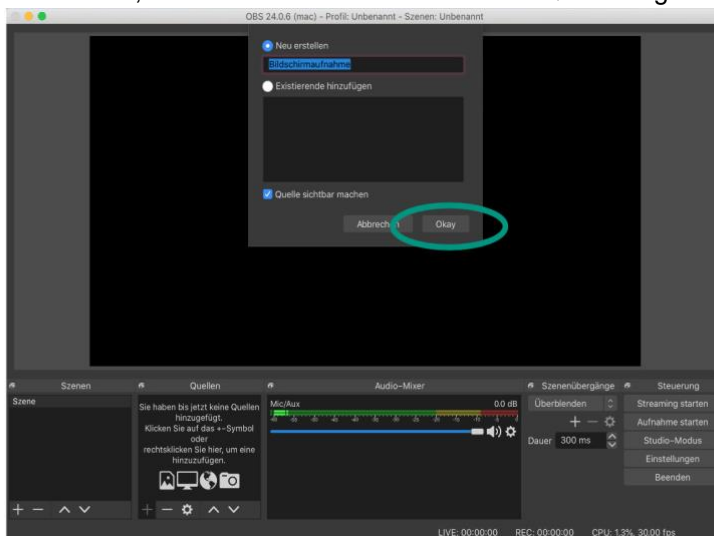 OBS 24.0.6 (mac) - Profil: Unbenannt - Szenen: Unbenannt
Neu erstellen
Bildschirmaufnahme
Existierende hinzufügen
Quelle sichtbar machen
Abbrechen
Okay
Szenen
Quellen
Audio-Mixer
Szenenübergänge
Steuerung
Szene
Sie haben bis jetzt keine Quellen
hinzugefügt.
Klicken Sie auf das +-Symbol
oder
rechtsklicken Sie hier, um eine
hinzuzufügen.
Mic/Aux
0.0 dB
Überblenden
Dauer
300 ms
Streaming starten
Aufnahme starten
Studio-Modus
Einstellungen
Beenden
LIVE: 00:00:00
REC: 00:00:00
CPU: 1.3%, 30.00 fps